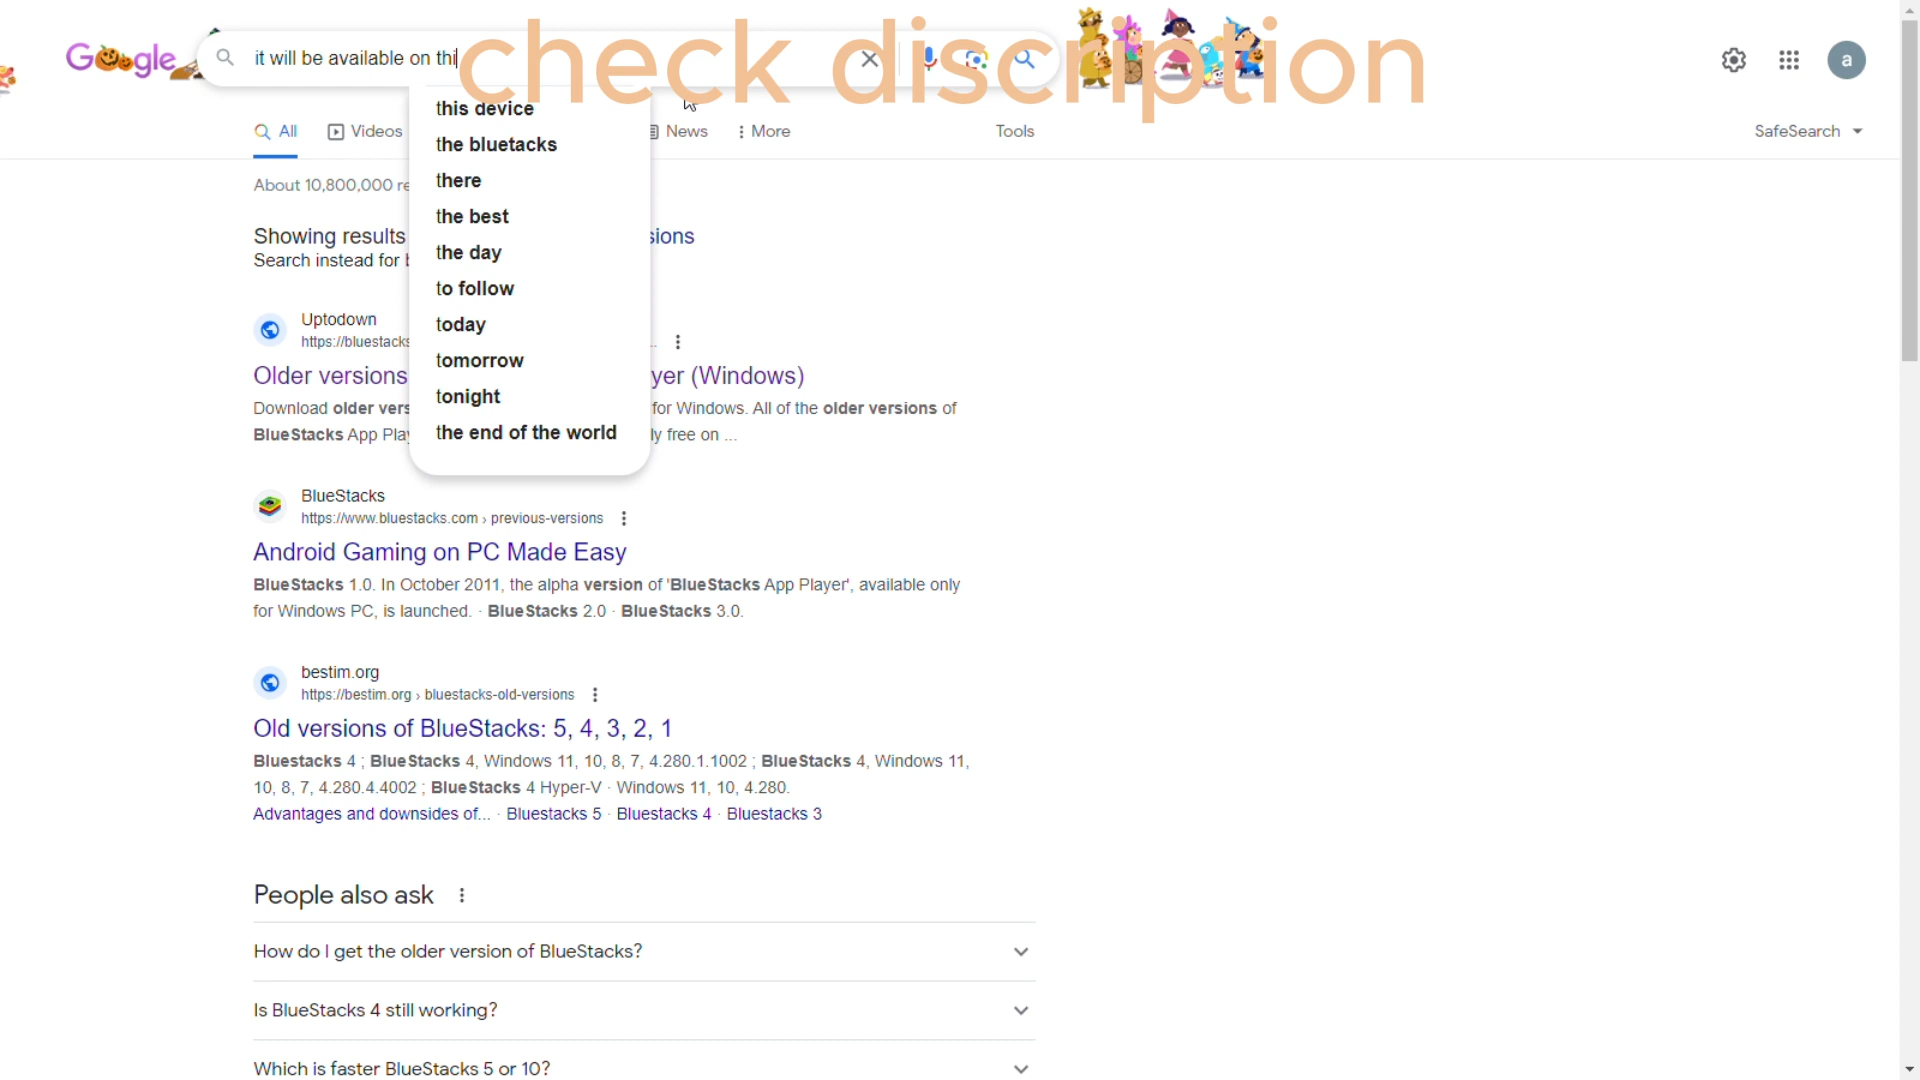 Google
it will be available on thi
check discription
this device
the bluetacks
there
the best
the day
to follow
today
tomorrow
tonight
the end of the world
All
Videos
News
More
Tools
SafeSearch
a
About 10,800,000 re
Showing results sions
Search instead for
Uptodown
https://bluestacks ...
Older versions yer (Windows)
Download older vers for Windows. All of the older versions of
BlueStacks App Play ly free on ...
BlueStacks
https://www.bluestacks.com › previous-versions
Android Gaming on PC Made Easy
BlueStacks 1.0. In October 2011, the alpha version of 'BlueStacks App Player', available only
for Windows PC, is launched. · BlueStacks 2.0 · BlueStacks 3.0.
bestim.org
https://bestim.org › bluestacks-old-versions
Old versions of BlueStacks: 5, 4, 3, 2, 1
Bluestacks 4 ; BlueStacks 4, Windows 11, 10, 8, 7, 4.280.1.1002 ; BlueStacks 4, Windows 11,
10, 8, 7, 4.280.4.4002 ; BlueStacks 4 Hyper-V · Windows 11, 10, 4.280.
Advantages and downsides of... · Bluestacks 5 · Bluestacks 4 · Bluestacks 3
People also ask
How do I get the older version of BlueStacks?
Is BlueStacks 4 still working?
Which is faster BlueStacks 5 or 10?